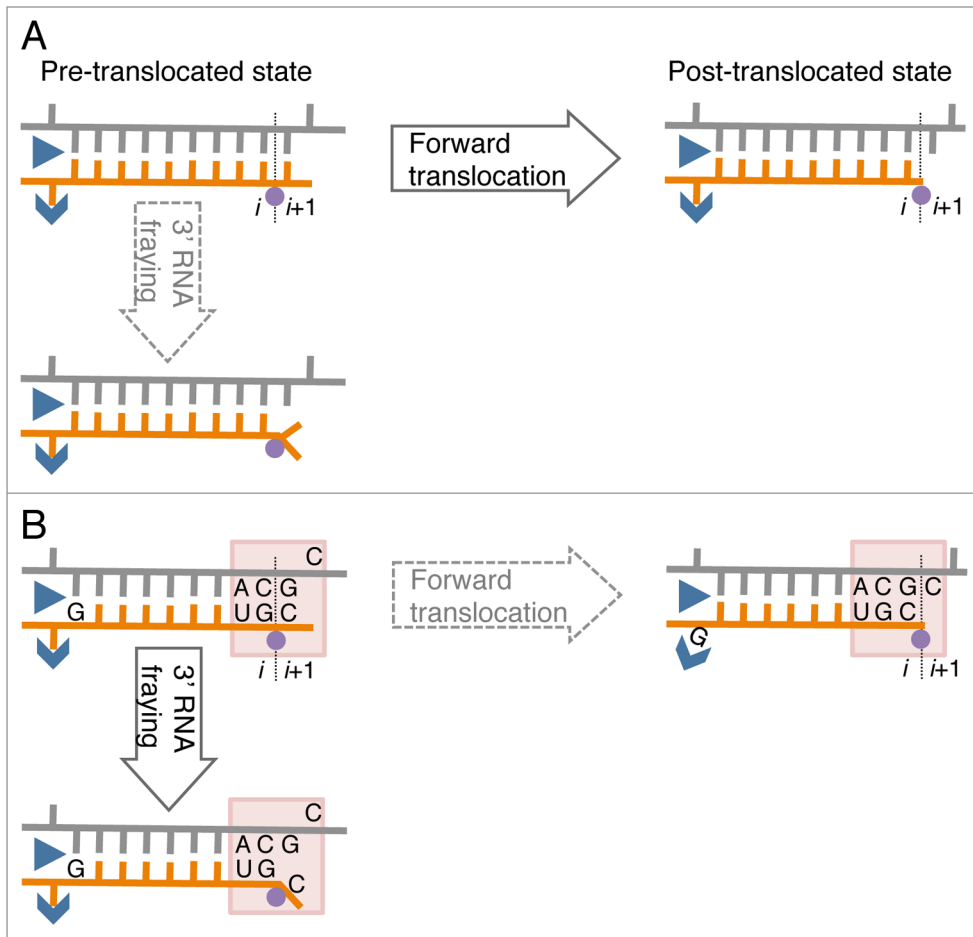 A
Pre-translocated state
Post-translocated state
Forward
translocation
i i+1
i i+1
3’ RNA
fraying
B
C
A C G
G U G C
i i+1
Forward
translocation
A C G C
U G C
G
i i+1
3’ RNA
fraying
C
A C G
G U G
C